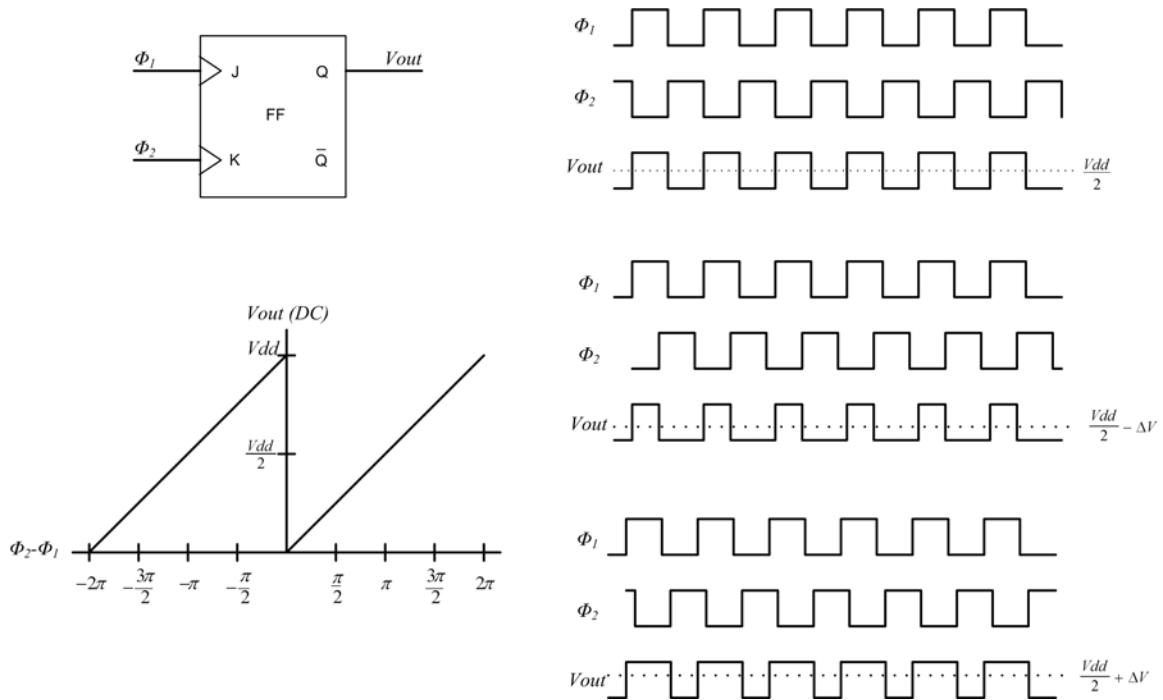 Φ1 J Q Vout
FF
Φ2 K Q̅
Vout (DC)
Vdd
Vdd/2
Φ2-Φ1
−2π −3π/2 −π −π/2 π/2 π 3π/2 2π
Φ1
Φ2
Vout Vdd/2
Φ1
Φ2
Vout Vdd/2 − ΔV
Φ1
Φ2
Vout Vdd/2 + ΔV